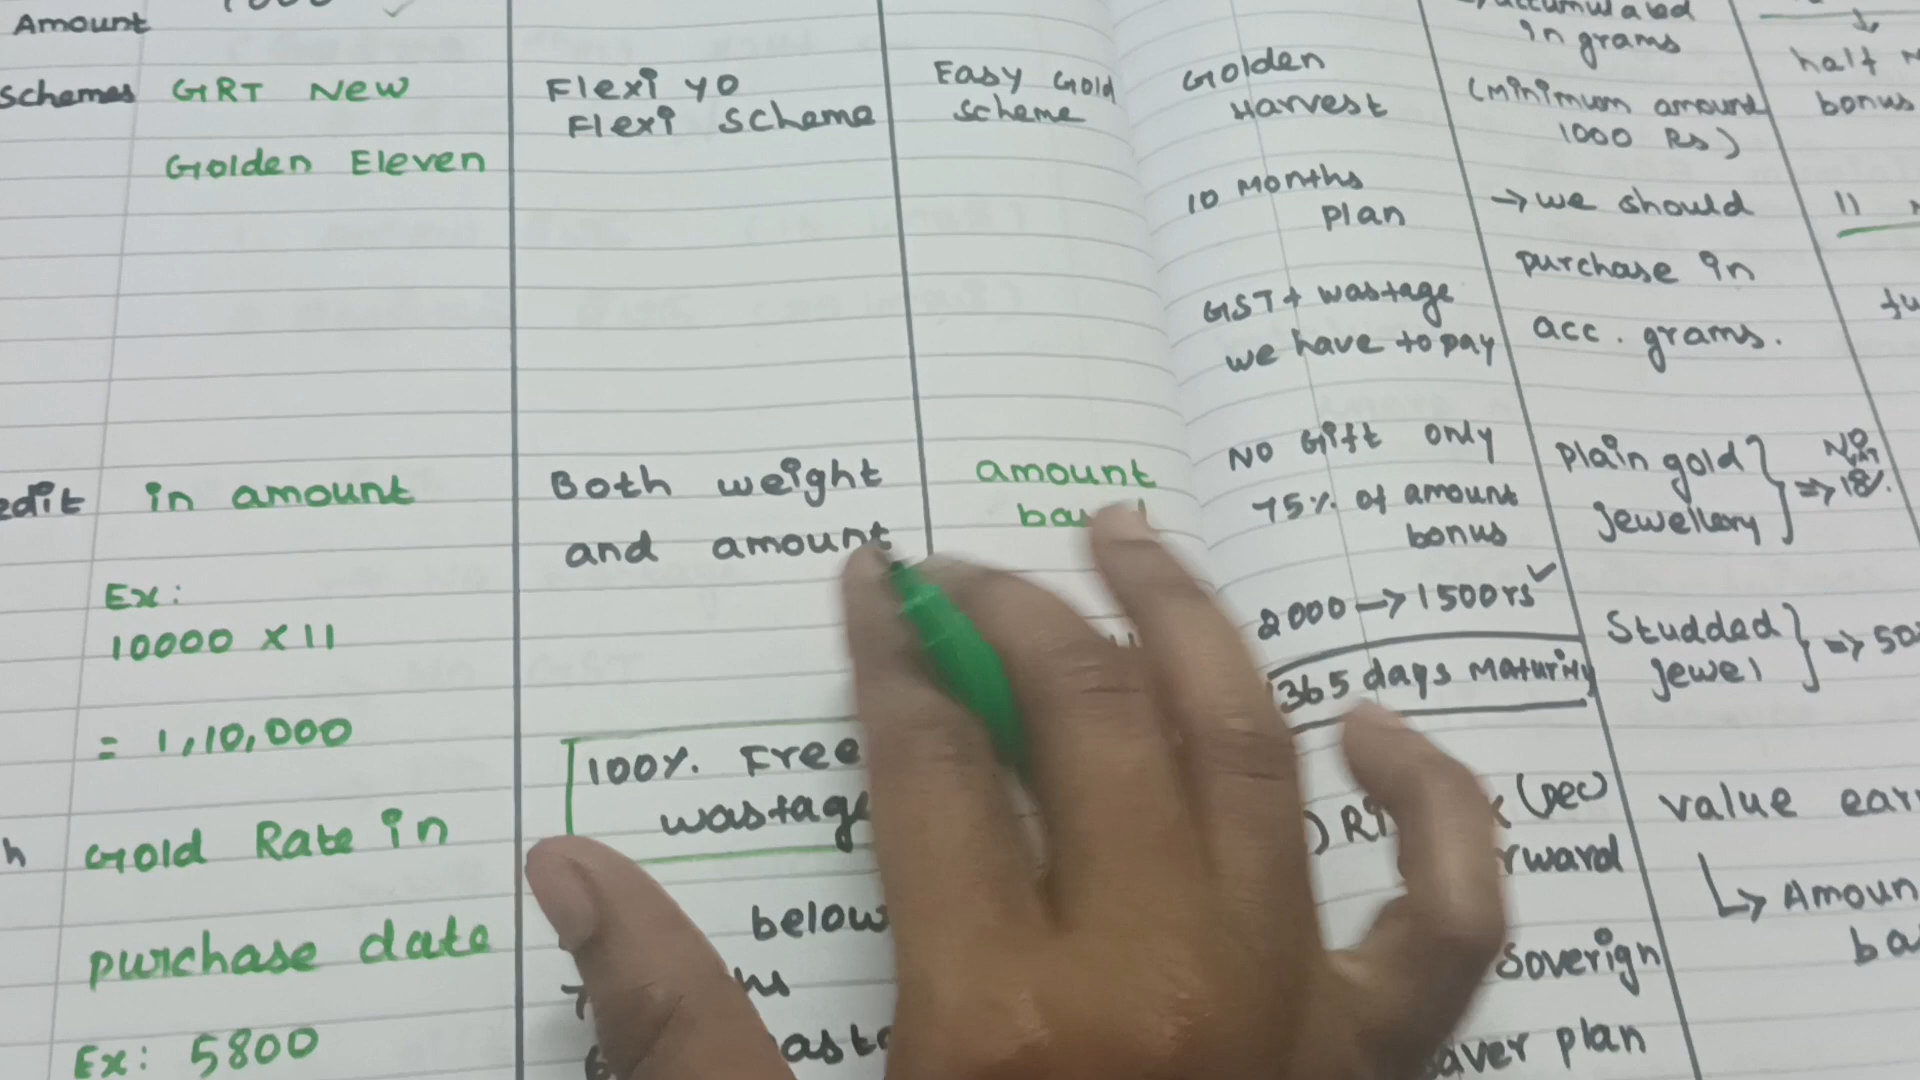 Amount
Schemes
GRT New
Golden Eleven
in amount
Ex:
10000 x 11
= 1,10,000
Gold Rate in
purchase date
Ex: 5800
Flexi yo
Flexi scheme
Both weight
and amount
100% Free
wastage
below
Easy Gold
scheme
amount
Golden
Harvest
10 Months
plan
GST + wastage
we have to pay
No Gift only
75% of amount
bonus
2000 → 1500rs ✓
365 days maturity
(Dec)
Soverign
plan
in grams
(Minimum amount
1000 Rs)
→ we should
purchase in
acc. grams.
Plain gold
Jewellery
⇒ 18%.
Studded
jewel
⇒
value
↳ Amoun
half
bonus
11